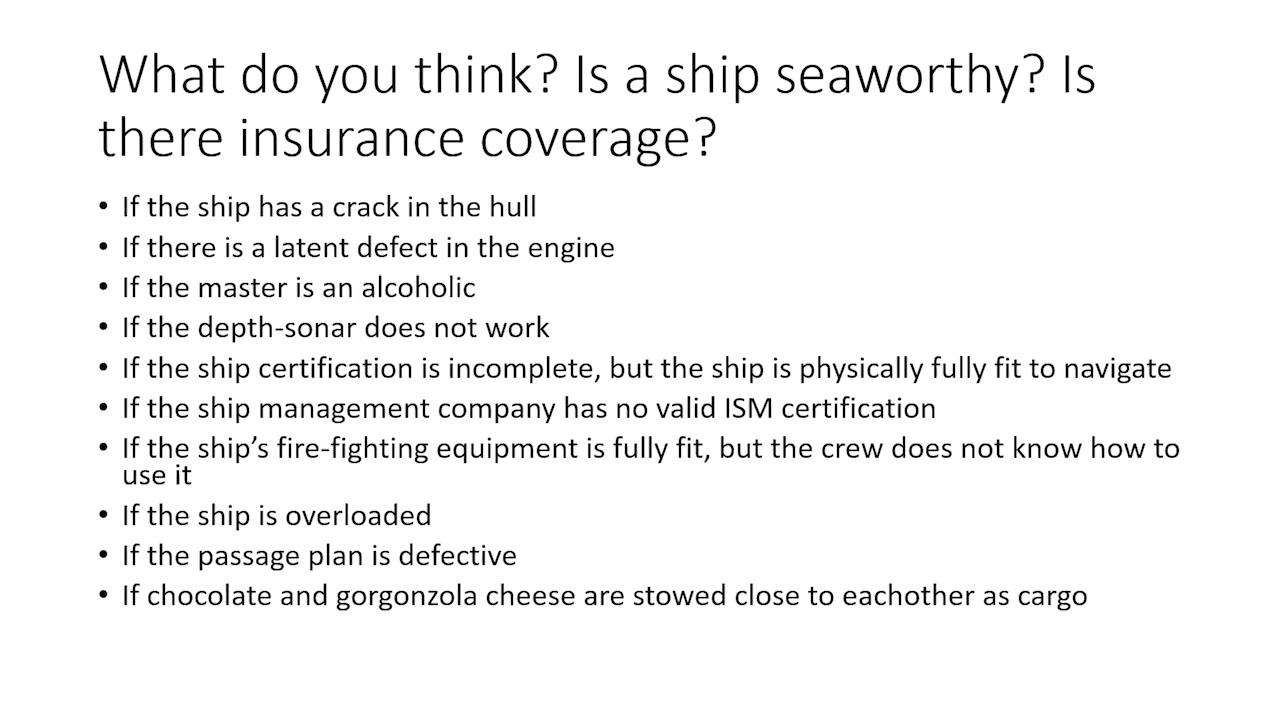 What do you think? Is a ship seaworthy? Is
there insurance coverage?
• If the ship has a crack in the hull
• If there is a latent defect in the engine
• If the master is an alcoholic
• If the depth-sonar does not work
• If the ship certification is incomplete, but the ship is physically fully fit to navigate
• If the ship management company has no valid ISM certification
• If the ship’s fire-fighting equipment is fully fit, but the crew does not know how to
use it
• If the ship is overloaded
• If the passage plan is defective
• If chocolate and gorgonzola cheese are stowed close to eachother as cargo